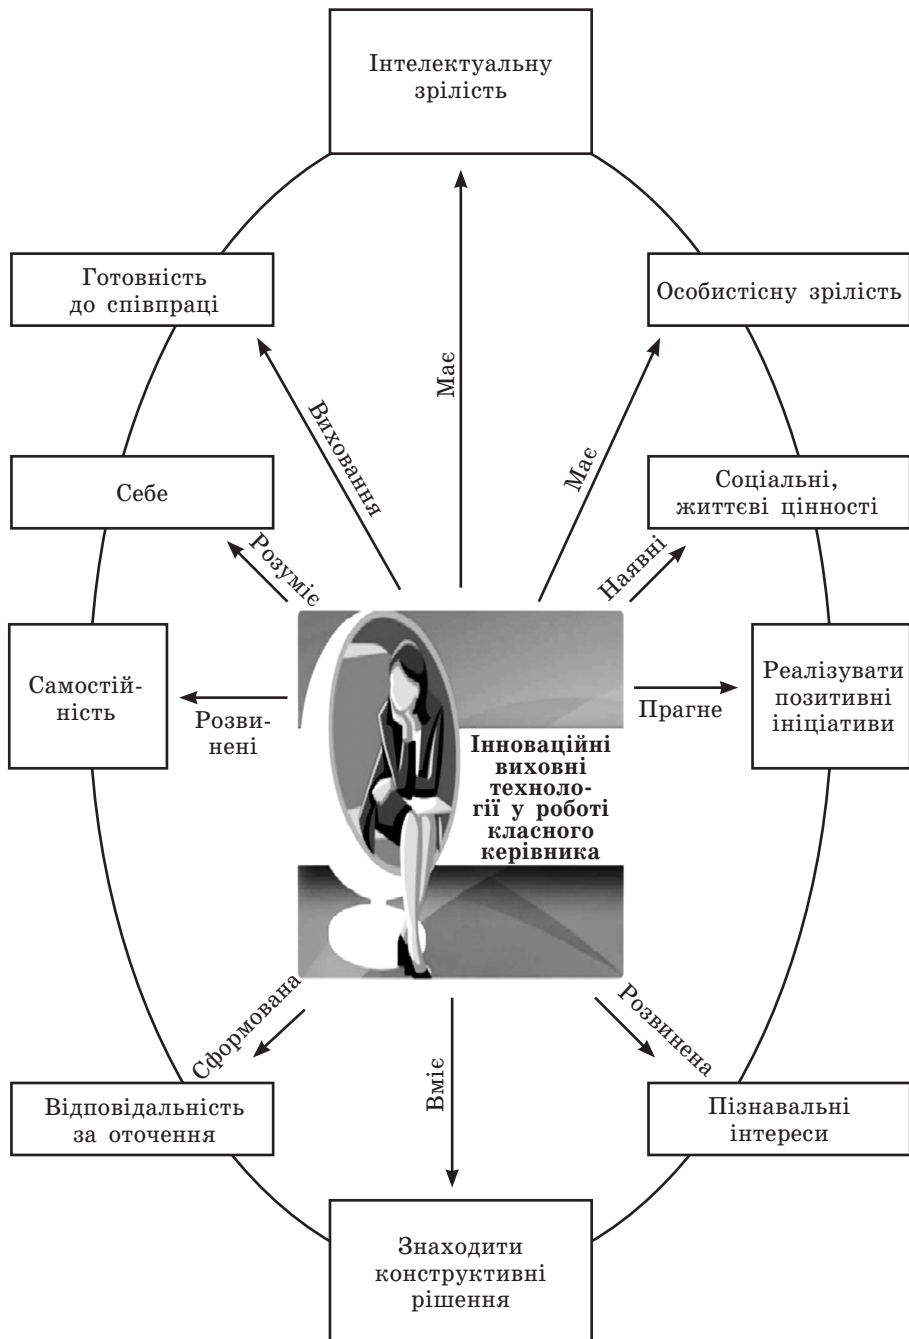 Інтелектуальну
зрілість
Готовність
до співпраці
Особистісну зрілість
Має
Виховання
Має
Себе
Соціальні,
життєві цінності
Розуміє
Наявні
Самостій-
ність
Розви-
нені
Прагне
Реалізувати
позитивні
ініціативи
Інноваційні
виховні
техноло-
гії у роботі
класного
керівника
Сформована
Вміє
Розвинена
Відповідальність
за оточення
Пізнавальні
інтереси
Знаходити
конструктивні
рішення